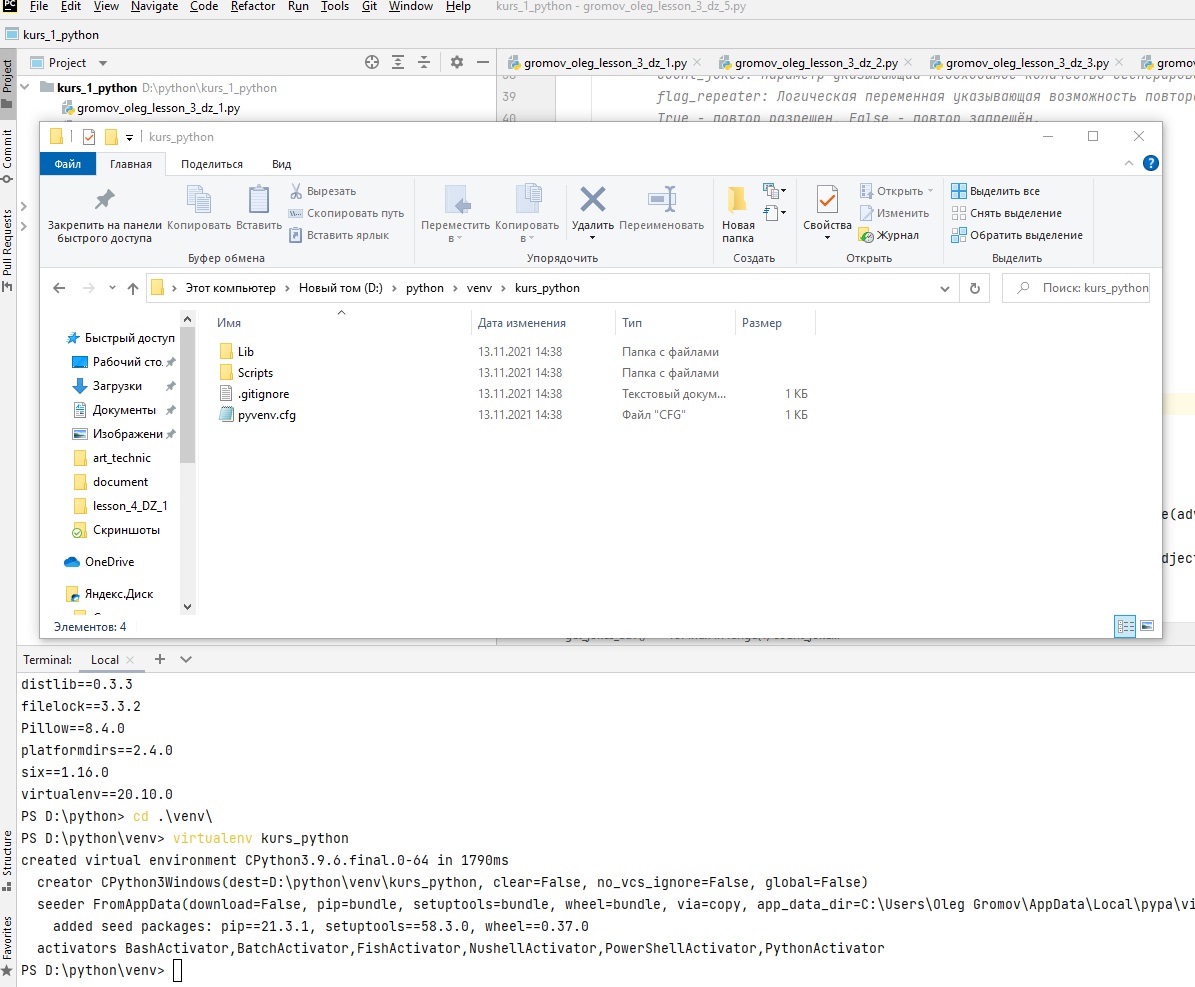 PC File Edit View Navigate Code Refactor Run Tools Git Window Help kurs_1_python - gromov_oleg_lesson_3_dz_5.py
kurs_1_python
Project gromov_oleg_lesson_3_dz_1.py gromov_oleg_lesson_3_dz_2.py gromov_oleg_lesson_3_dz_3.py gromov
kurs_1_python D:\python\kurs_1_python
39 flag_repeater: Логическая переменная указывающая возможность повтор
gromov_oleg_lesson_3_dz_1.py
40 True - повтор разрешен, False - повтор запрещён.
Project
Commit
Pull Requests
kurs_python
Файл Главная Поделиться Вид
Закрепить на панели быстрого доступа
Копировать
Вставить
Вырезать
Скопировать путь
Вставить ярлык
Буфер обмена
Переместить в
Копировать в
Удалить
Переименовать
Упорядочить
Новая папка
Создать
Свойства
Открыть
Изменить
Журнал
Открыть
Выделить все
Снять выделение
Обратить выделение
Выделить
Этот компьютер > Новый том (D:) > python > venv > kurs_python
Поиск: kurs_python
Имя Дата изменения Тип Размер
Lib 13.11.2021 14:38 Папка с файлами
Scripts 13.11.2021 14:38 Папка с файлами
.gitignore 13.11.2021 14:38 Текстовый докум... 1 КБ
pyvenv.cfg 13.11.2021 14:38 Файл "CFG" 1 КБ
Быстрый доступ
Рабочий сто.
Загрузки
Документы
Изображени
art_technic
document
lesson_4_DZ_1
Скриншоты
OneDrive
Яндекс.Диск
Элементов: 4
e(adv
dject
Terminal: Local
distlib==0.3.3
filelock==3.3.2
Pillow==8.4.0
platformdirs==2.4.0
six==1.16.0
virtualenv==20.10.0
PS D:\python> cd .\venv\
PS D:\python\venv> virtualenv kurs_python
created virtual environment CPython3.9.6.final.0-64 in 1790ms
creator CPython3Windows(dest=D:\python\venv\kurs_python, clear=False, no_vcs_ignore=False, global=False)
seeder FromAppData(download=False, pip=bundle, setuptools=bundle, wheel=bundle, via=copy, app_data_dir=C:\Users\Oleg Gromov\AppData\Local\pypa\vi
added seed packages: pip==21.3.1, setuptools==58.3.0, wheel==0.37.0
activators BashActivator,BatchActivator,FishActivator,NushellActivator,PowerShellActivator,PythonActivator
PS D:\python\venv>
Structure
Favorites